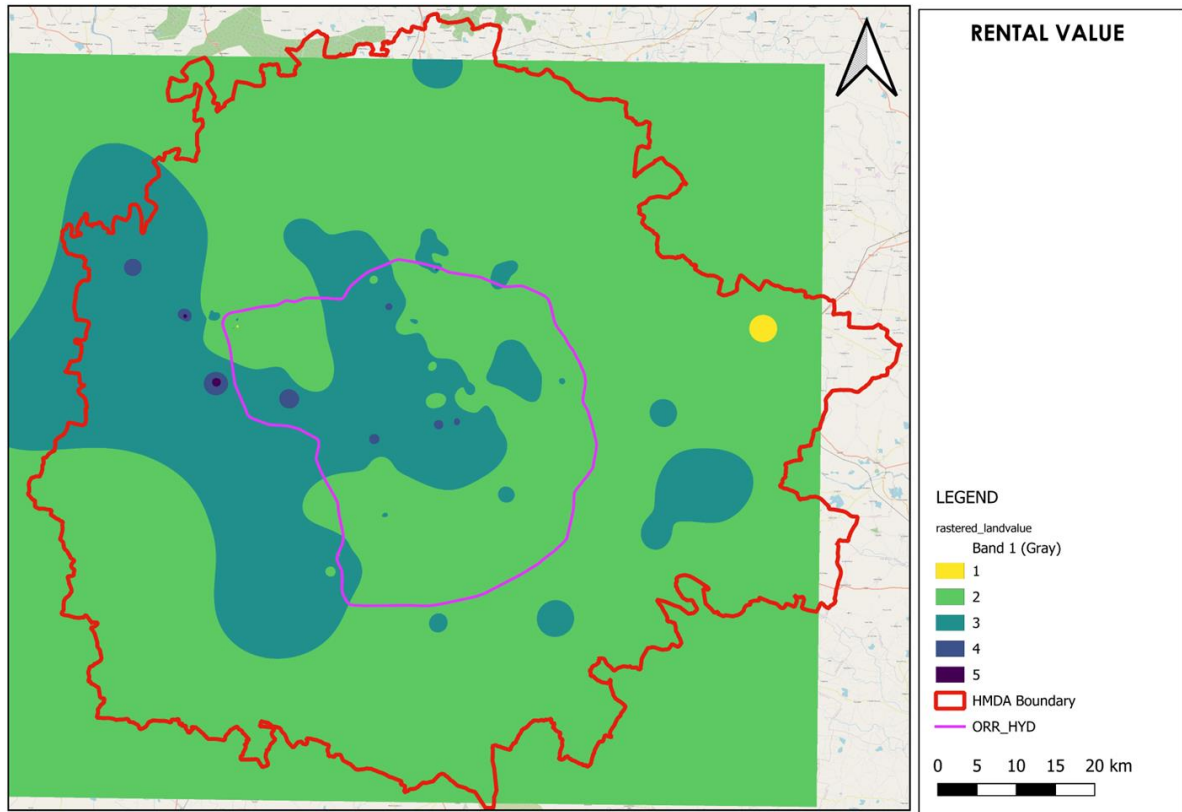 RENTAL VALUE
LEGEND
rastered_landvalue
Band 1 (Gray)
1
2
3
4
5
HMDA Boundary
ORR_HYD
0 5 10 15 20 km